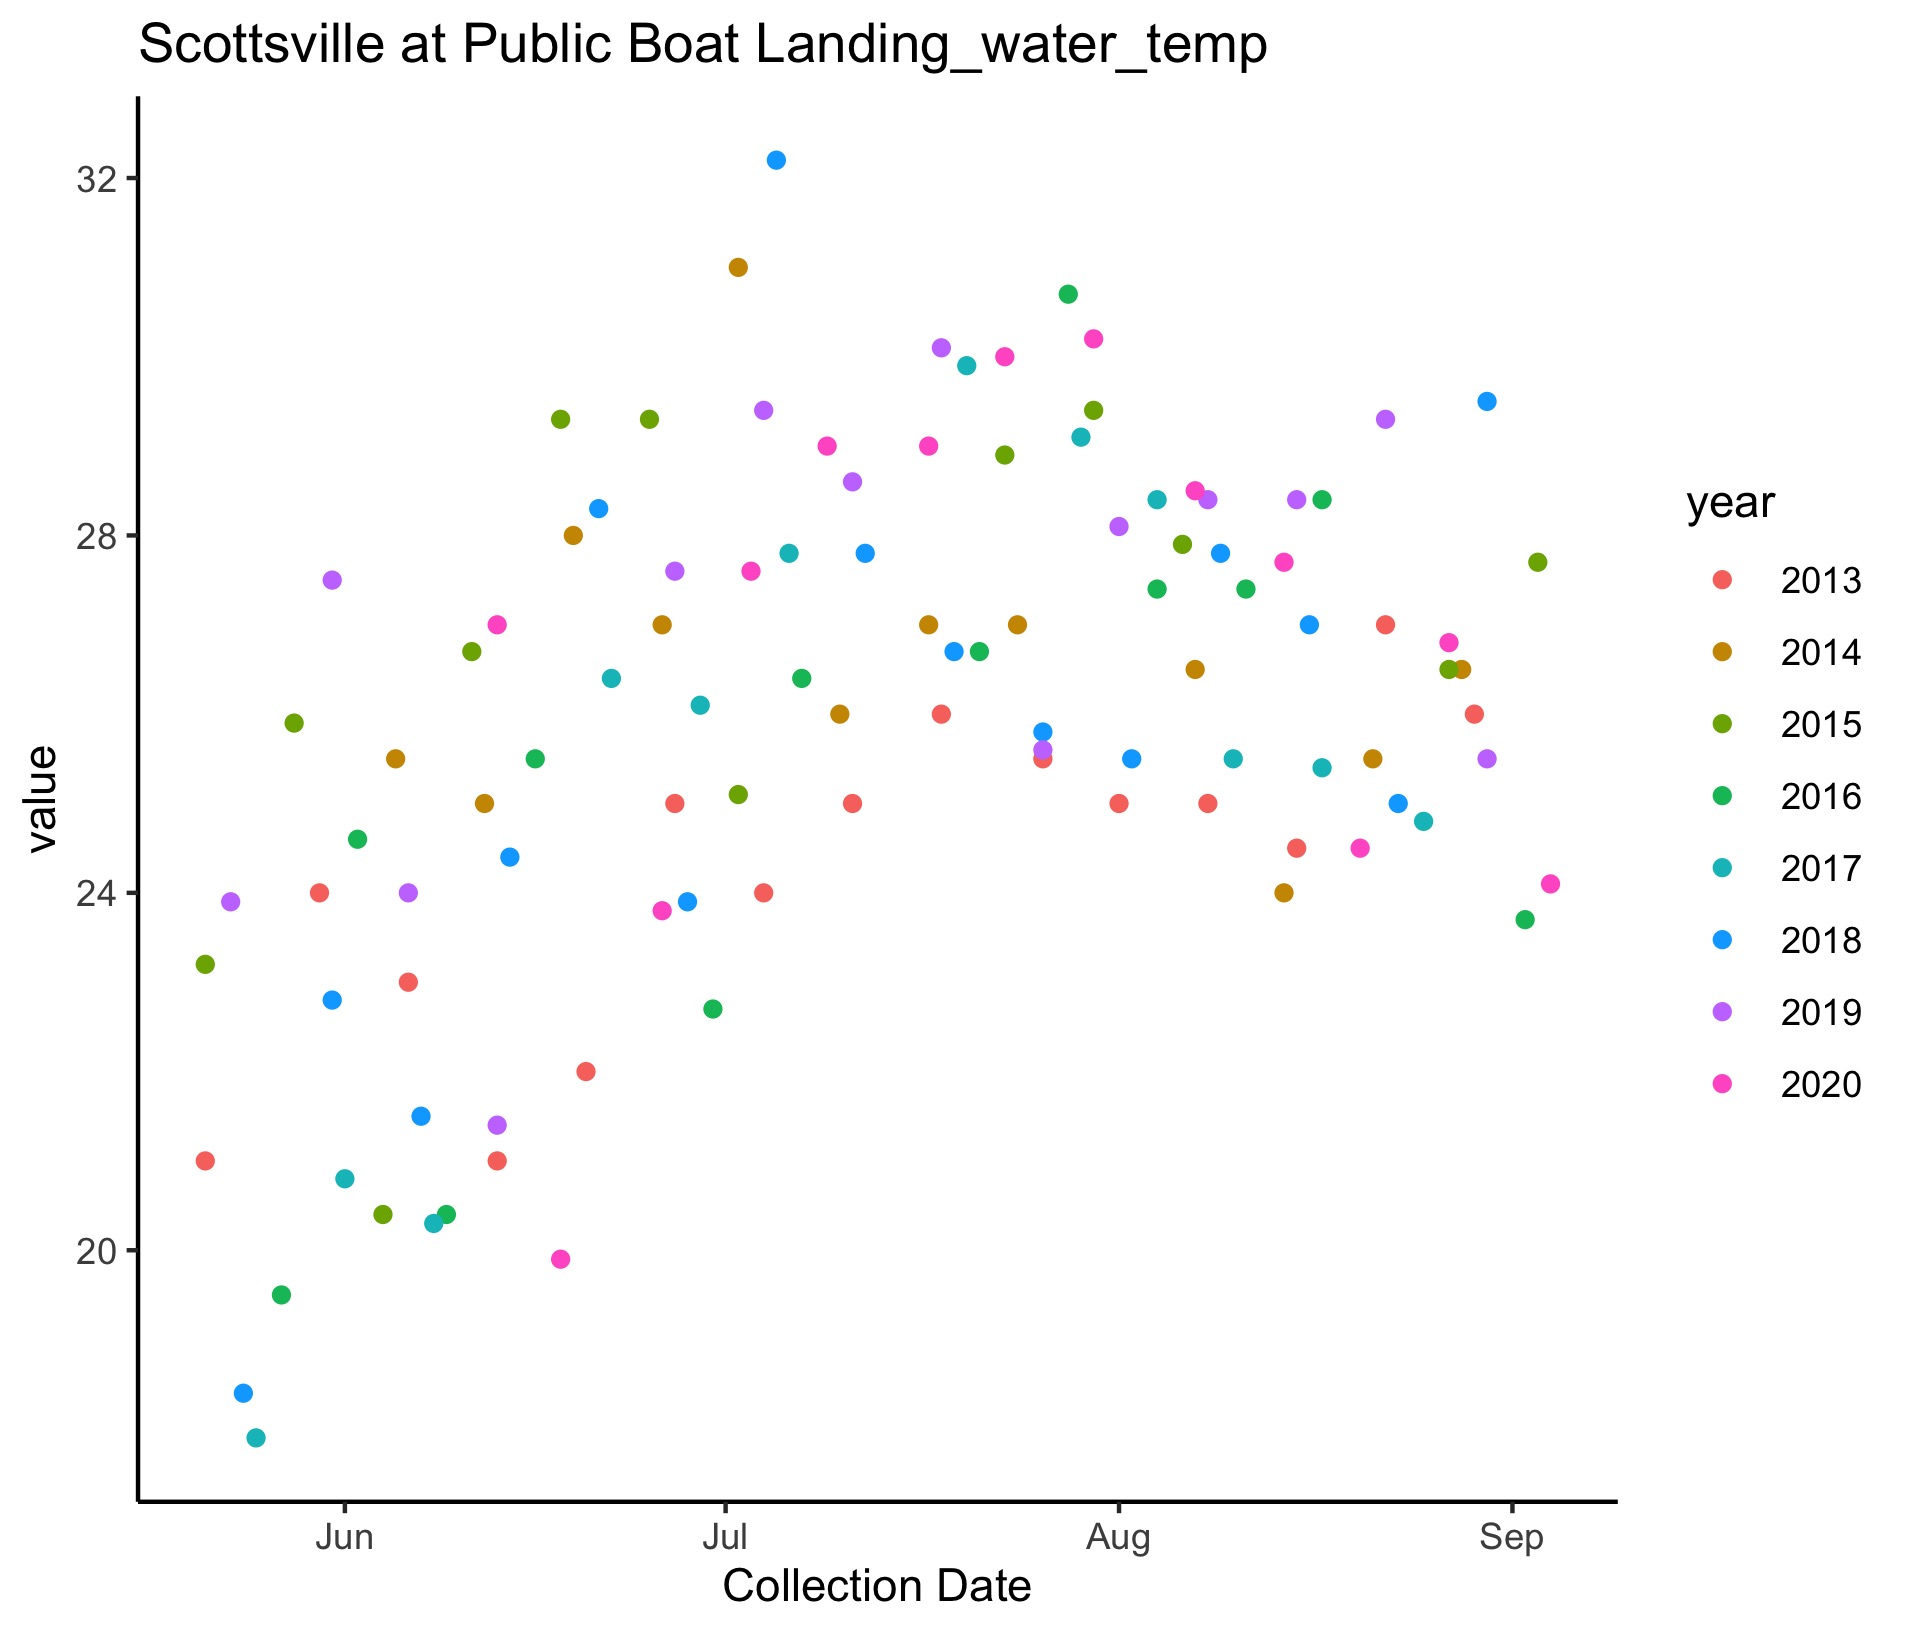 Scottsville at Public Boat Landing_water_temp
32
28
24
20
value
Jun Jul Aug Sep
Collection Date
year
2013
2014
2015
2016
2017
2018
2019
2020